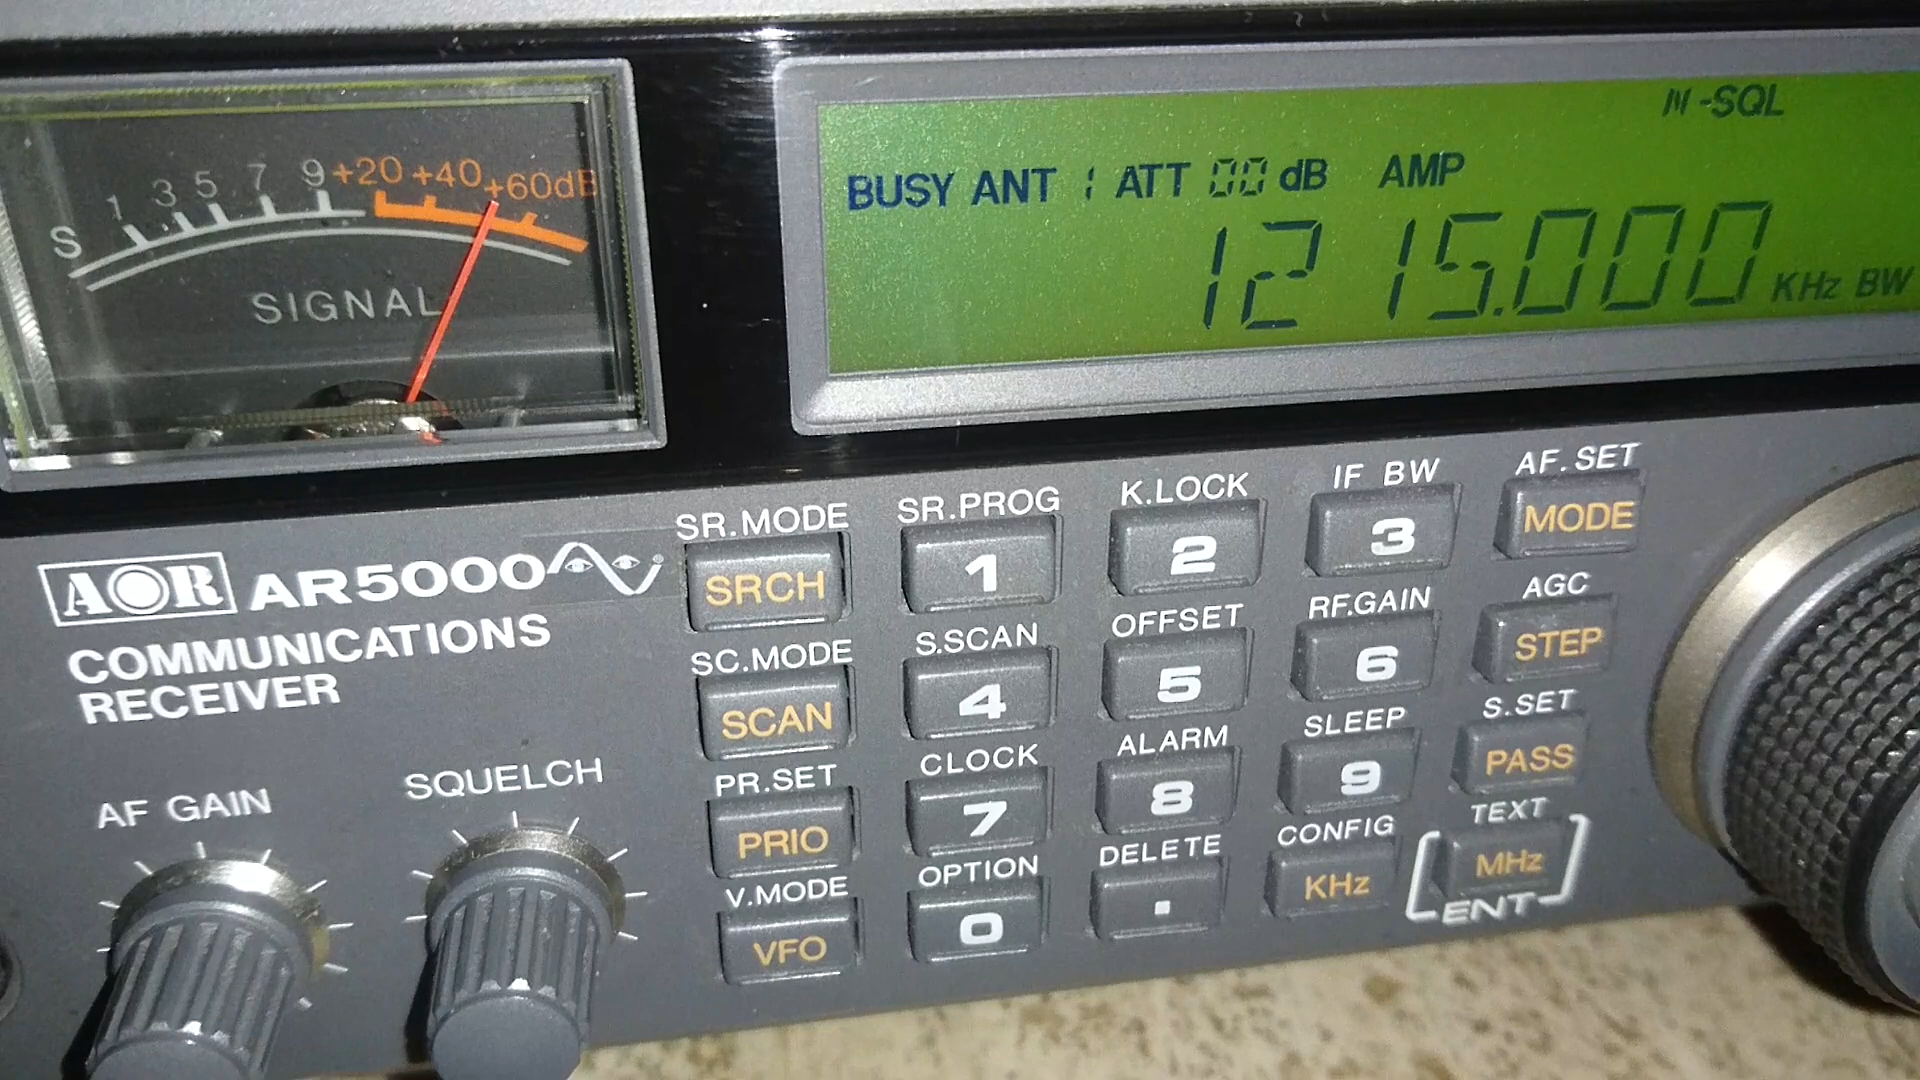 1 3 5 7 9 +20 +40 +60dB
S
SIGNAL
N-SQL
BUSY ANT 1 ATT 00 dB AMP
1215.000 KHz BW
AOR AR5000
COMMUNICATIONS
RECEIVER
AF GAIN
SQUELCH
SR.MODE SR.PROG K.LOCK IF BW AF.SET
SRCH 1 2 3 MODE
SC.MODE S.SCAN OFFSET RF.GAIN AGC
SCAN 4 5 6 STEP
PR.SET CLOCK ALARM SLEEP S.SET
PRIO 7 8 9 PASS
V.MODE OPTION DELETE CONFIG TEXT
VFO 0 . KHz MHz
ENT